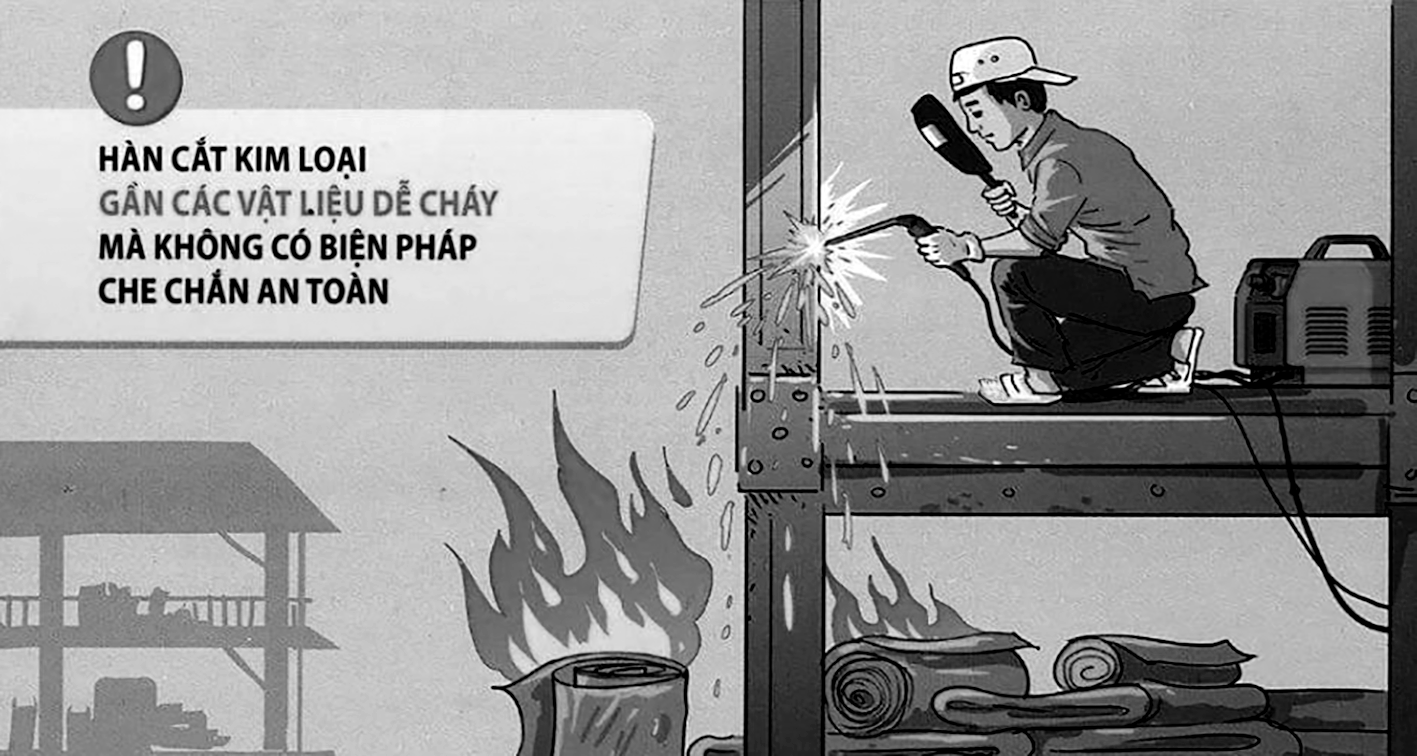 HÀN CẮT KIM LOẠI
GẦN CÁC VẬT LIỆU DỄ CHÁY
MÀ KHÔNG CÓ BIỆN PHÁP
CHE CHẮN AN TOÀN